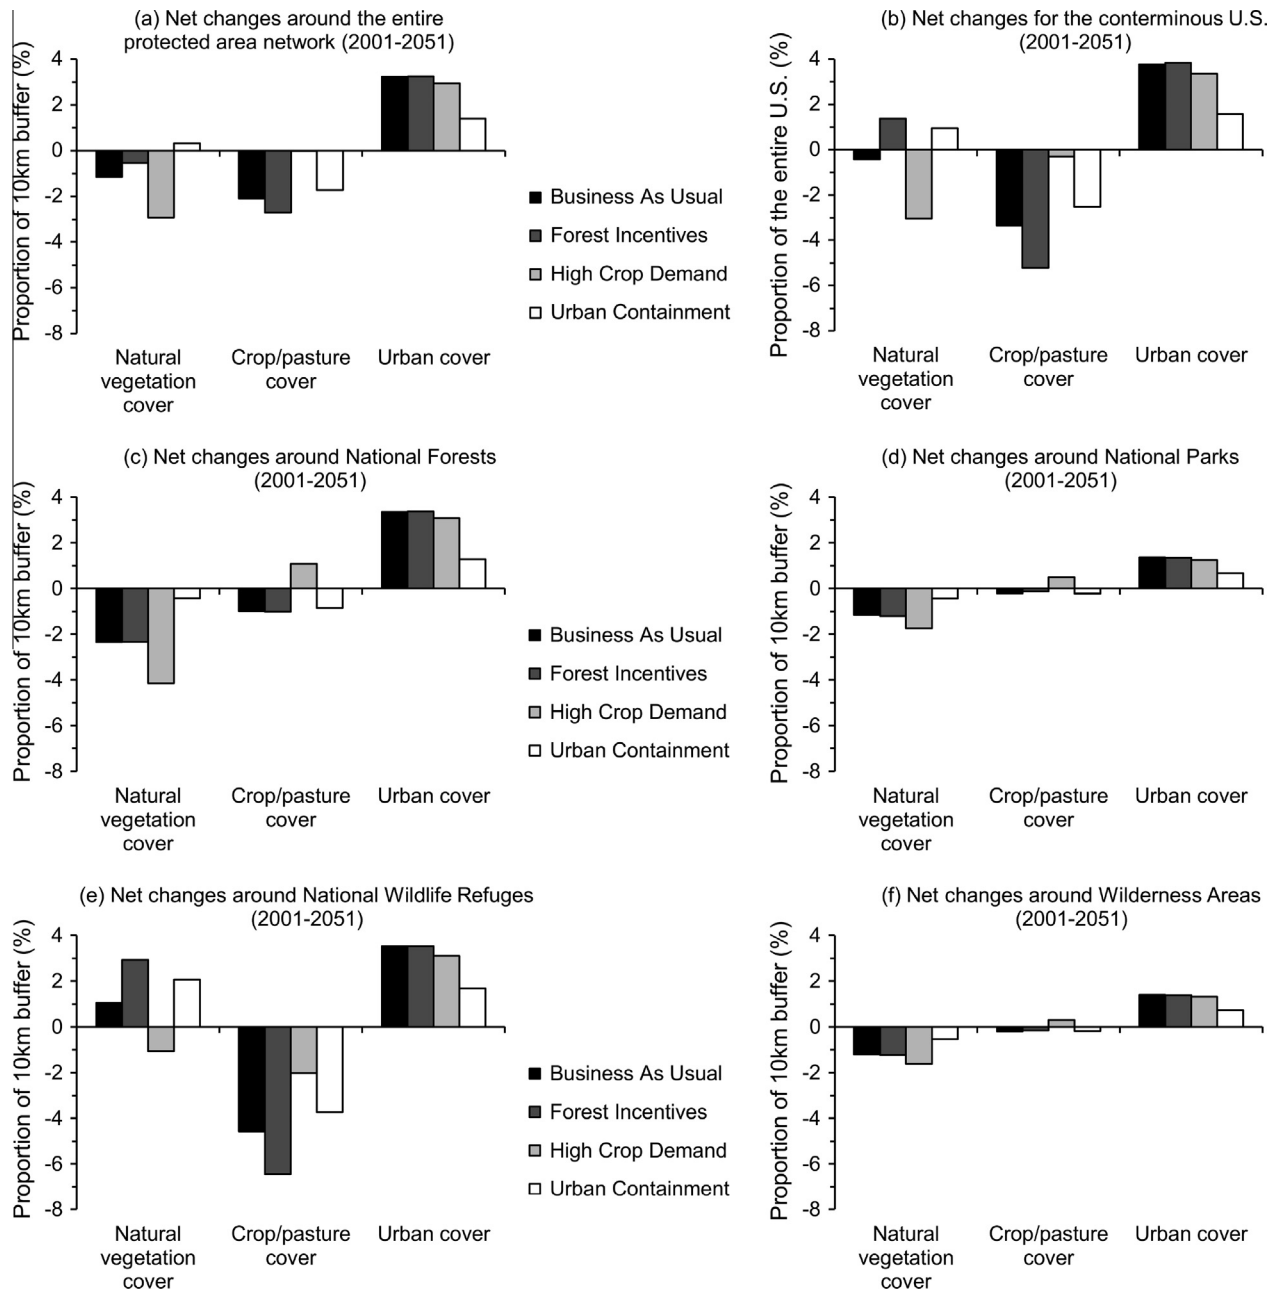 (a) Net changes around the entire
protected area network (2001-2051)
Proportion of 10km buffer (%)
4
2
0
-2
-4
-6
-8
Natural
vegetation
cover
Crop/pasture
cover
Urban cover
Business As Usual
Forest Incentives
High Crop Demand
Urban Containment
(b) Net changes for the conterminous U.S.
(2001-2051)
Proportion of the entire U.S. (%)
4
2
0
-2
-4
-6
-8
Natural
vegetation
cover
Crop/pasture
cover
Urban cover
(c) Net changes around National Forests
(2001-2051)
Proportion of 10km buffer (%)
4
2
0
-2
-4
-6
-8
Natural
vegetation
cover
Crop/pasture
cover
Urban cover
Business As Usual
Forest Incentives
High Crop Demand
Urban Containment
(d) Net changes around National Parks
(2001-2051)
Proportion of 10km buffer (%)
4
2
0
-2
-4
-6
-8
Natural
vegetation
cover
Crop/pasture
cover
Urban cover
(e) Net changes around National Wildlife Refuges
(2001-2051)
Proportion of 10km buffer (%)
4
2
0
-2
-4
-6
-8
Natural
vegetation
cover
Crop/pasture
cover
Urban cover
Business As Usual
Forest Incentives
High Crop Demand
Urban Containment
(f) Net changes around Wilderness Areas
(2001-2051)
Proportion of 10km buffer (%)
4
2
0
-2
-4
-6
-8
Natural
vegetation
cover
Crop/pasture
cover
Urban cover